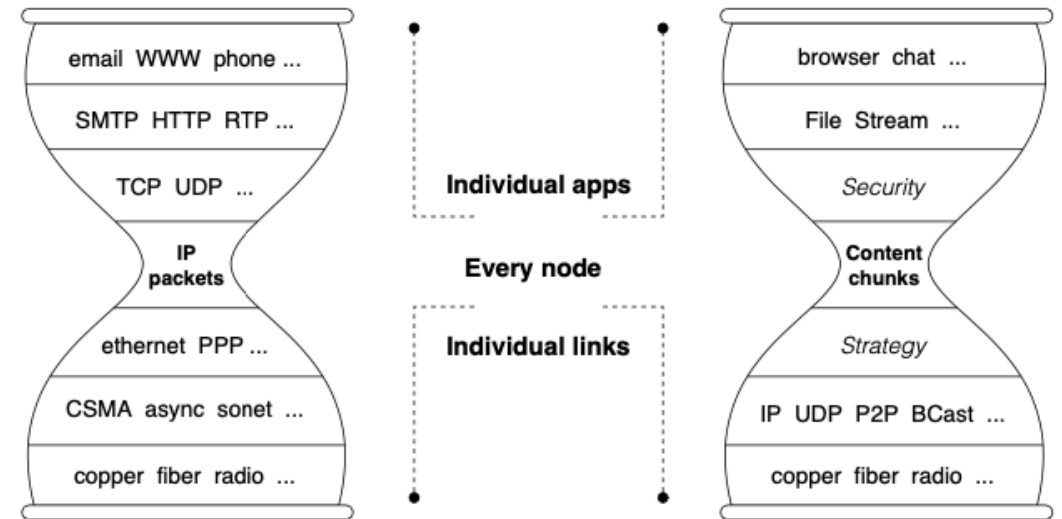 email WWW phone ...
SMTP HTTP RTP ...
TCP UDP ...
IP
packets
ethernet PPP ...
CSMA async sonet ...
copper fiber radio ...
Individual apps
Every node
Individual links
browser chat ...
File Stream ...
Security
Content
chunks
Strategy
IP UDP P2P BCast ...
copper fiber radio ...